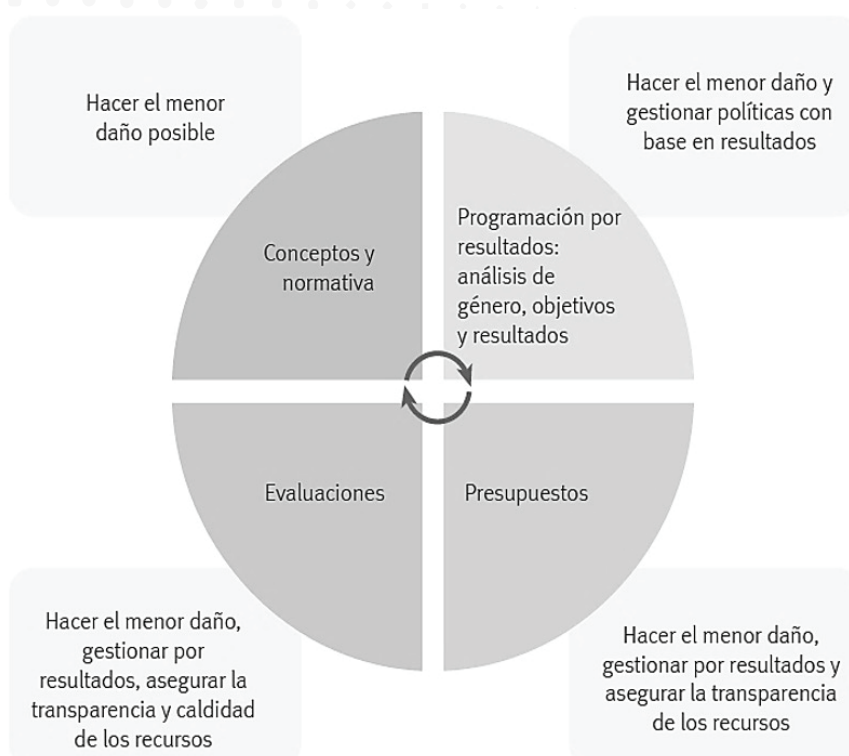 Hacer el menor
daño posible
Hacer el menor daño y
gestionar políticas con
base en resultados
Conceptos y
normativa
Programación por
resultados:
análisis de
género, objetivos
y resultados
Evaluaciones
Presupuestos
Hacer el menor daño,
gestionar por
resultados, asegurar la
transparencia y caldidad
de los recursos
Hacer el menor daño,
gestionar por resultados y
asegurar la transparencia
de los recursos